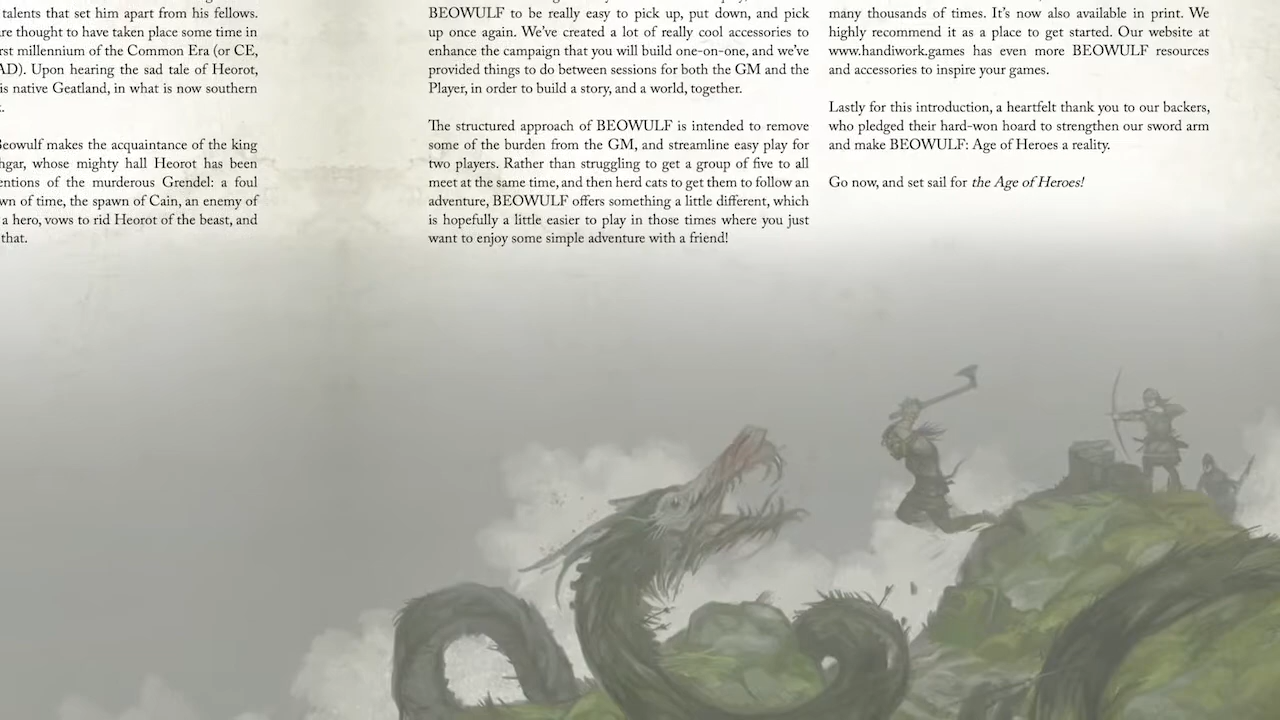 talents that set him apart from his fellows.
are thought to have taken place some time in
rst millennium of the Common Era (or CE,
AD). Upon hearing the sad tale of Heorot,
is native Geatland, in what is now southern
Beowulf makes the acquaintance of the king
hgar, whose mighty hall Heorot has been
entions of the murderous Grendel: a foul
wn of time, the spawn of Cain, an enemy of
a hero, vows to rid Heorot of the beast, and
that.
BEOWULF to be really easy to pick up, put down, and pick
up once again. We've created a lot of really cool accessories to
enhance the campaign that you will build one-on-one, and we've
provided things to do between sessions for both the GM and the
Player, in order to build a story, and a world, together.
The structured approach of BEOWULF is intended to remove
some of the burden from the GM, and streamline easy play for
two players. Rather than struggling to get a group of five to all
meet at the same time, and then herd cats to get them to follow an
adventure, BEOWULF offers something a little different, which
is hopefully a little easier to play in those times where you just
want to enjoy some simple adventure with a friend!
many thousands of times. It's now also available in print. We
highly recommend it as a place to get started. Our website at
www.handiwork.games has even more BEOWULF resources
and accessories to inspire your games.
Lastly for this introduction, a heartfelt thank you to our backers,
who pledged their hard-won hoard to strengthen our sword arm
and make BEOWULF: Age of Heroes a reality.
Go now, and set sail for the Age of Heroes!